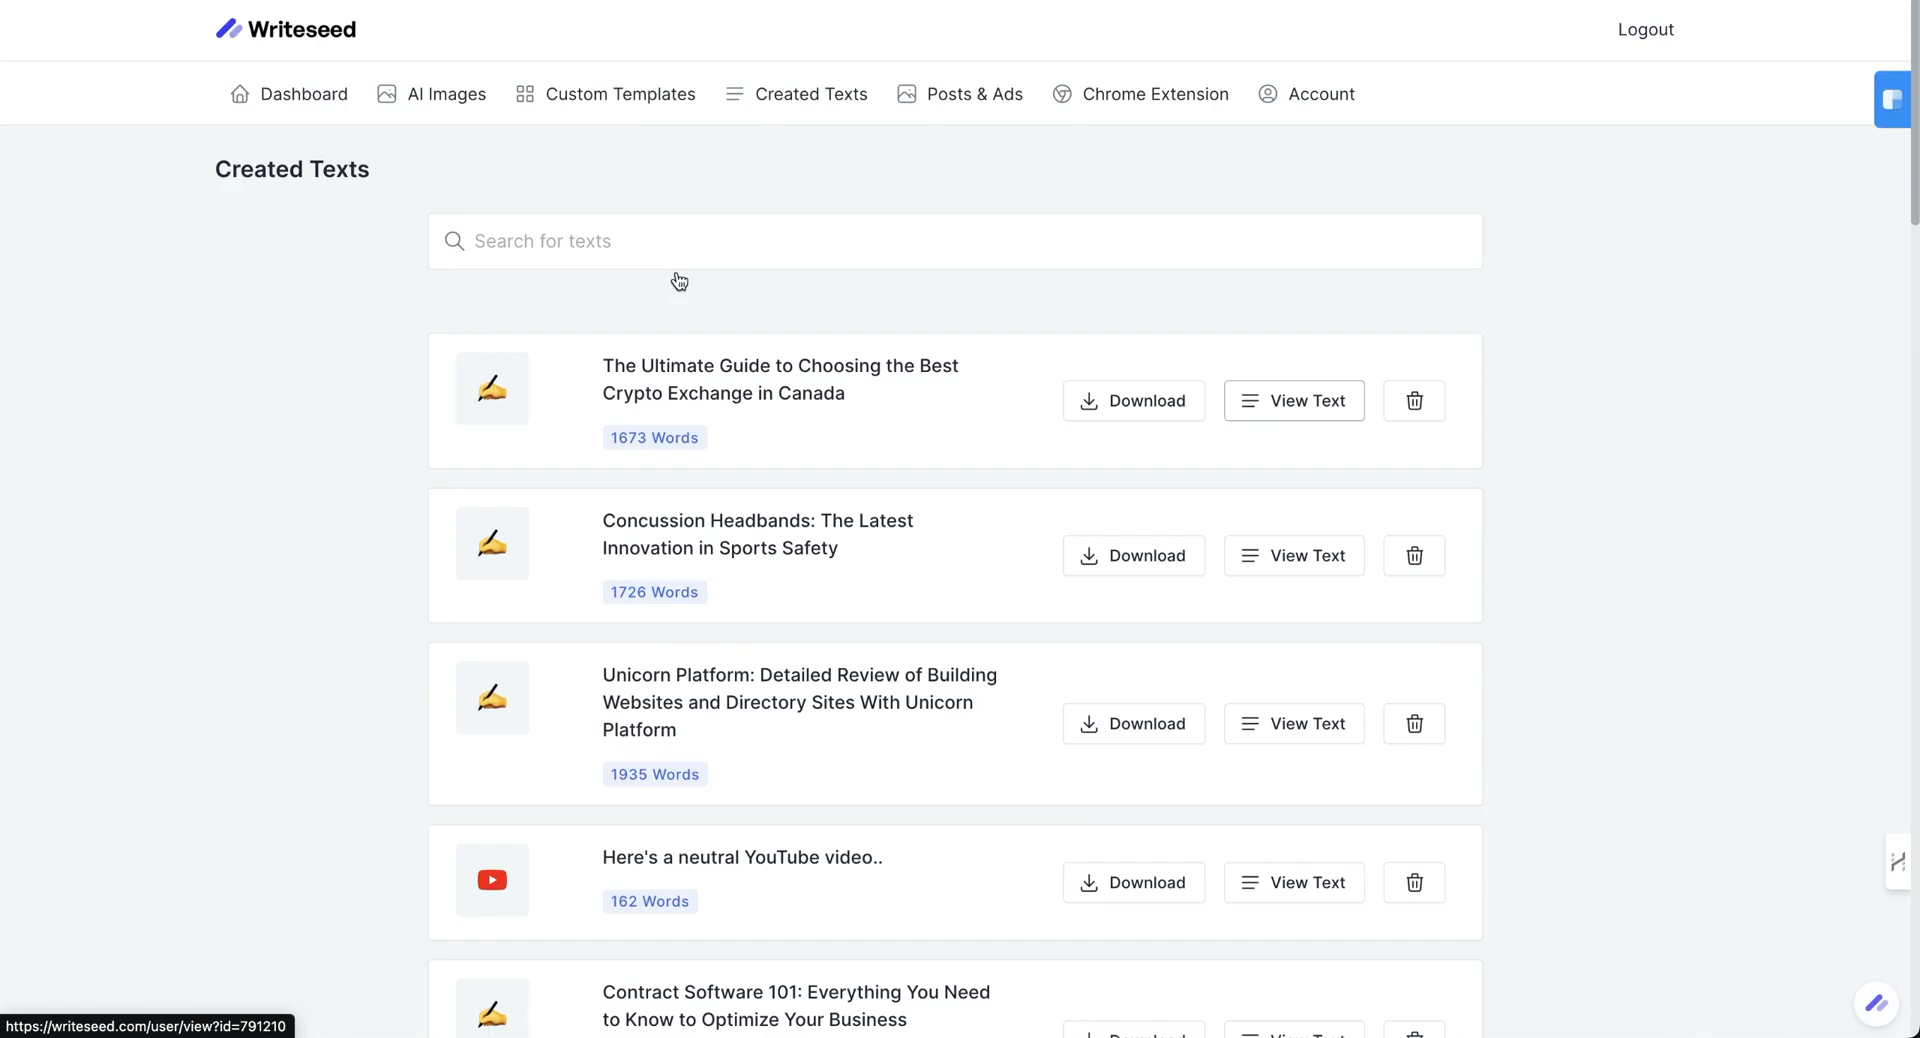 Writeseed
Logout
Dashboard AI Images Custom Templates Created Texts Posts & Ads Chrome Extension Account
Created Texts
Search for texts
The Ultimate Guide to Choosing the Best
Crypto Exchange in Canada
1673 Words
Download View Text
Concussion Headbands: The Latest
Innovation in Sports Safety
1726 Words
Download View Text
Unicorn Platform: Detailed Review of Building
Websites and Directory Sites With Unicorn
Platform
1935 Words
Download View Text
Here's a neutral YouTube video..
162 Words
Download View Text
Contract Software 101: Everything You Need
to Know to Optimize Your Business
Download View Text
https://writeseed.com/user/view?id=791210